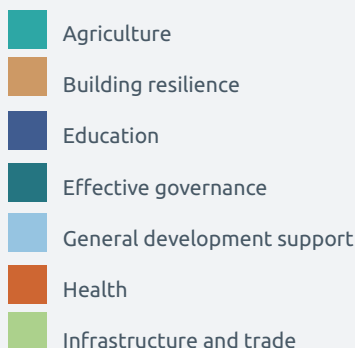 Agriculture
Building resilience
Education
Effective governance
General development support
Health
Infrastructure and trade